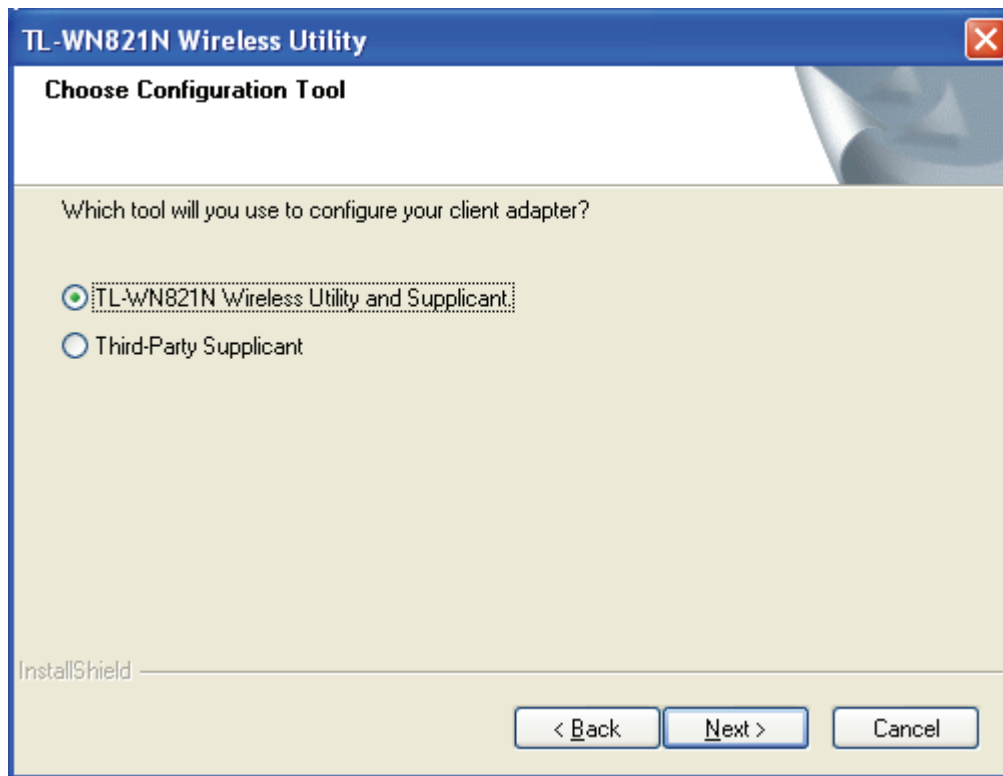 TL-WN821N Wireless Utility
Choose Configuration Tool
Which tool will you use to configure your client adapter?
TL-WN821N Wireless Utility and Supplicant.
Third-Party Supplicant
InstallShield
< Back
Next >
Cancel